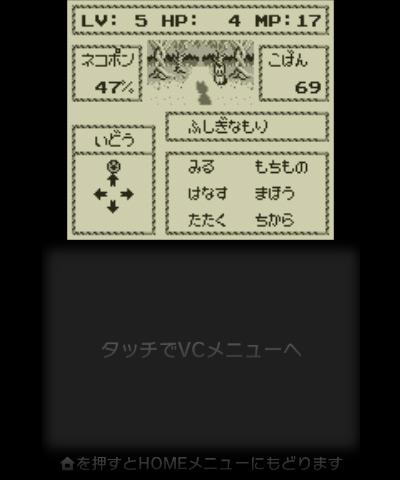 LV: 5 HP: 4 MP:17
ネコポン
47%
こばん
69
ふしぎなもり
いどう
みる もちもの
はなす まほう
たたく ちから
タッチでVCメニューへ
を押すとHOMEメニューにもどります